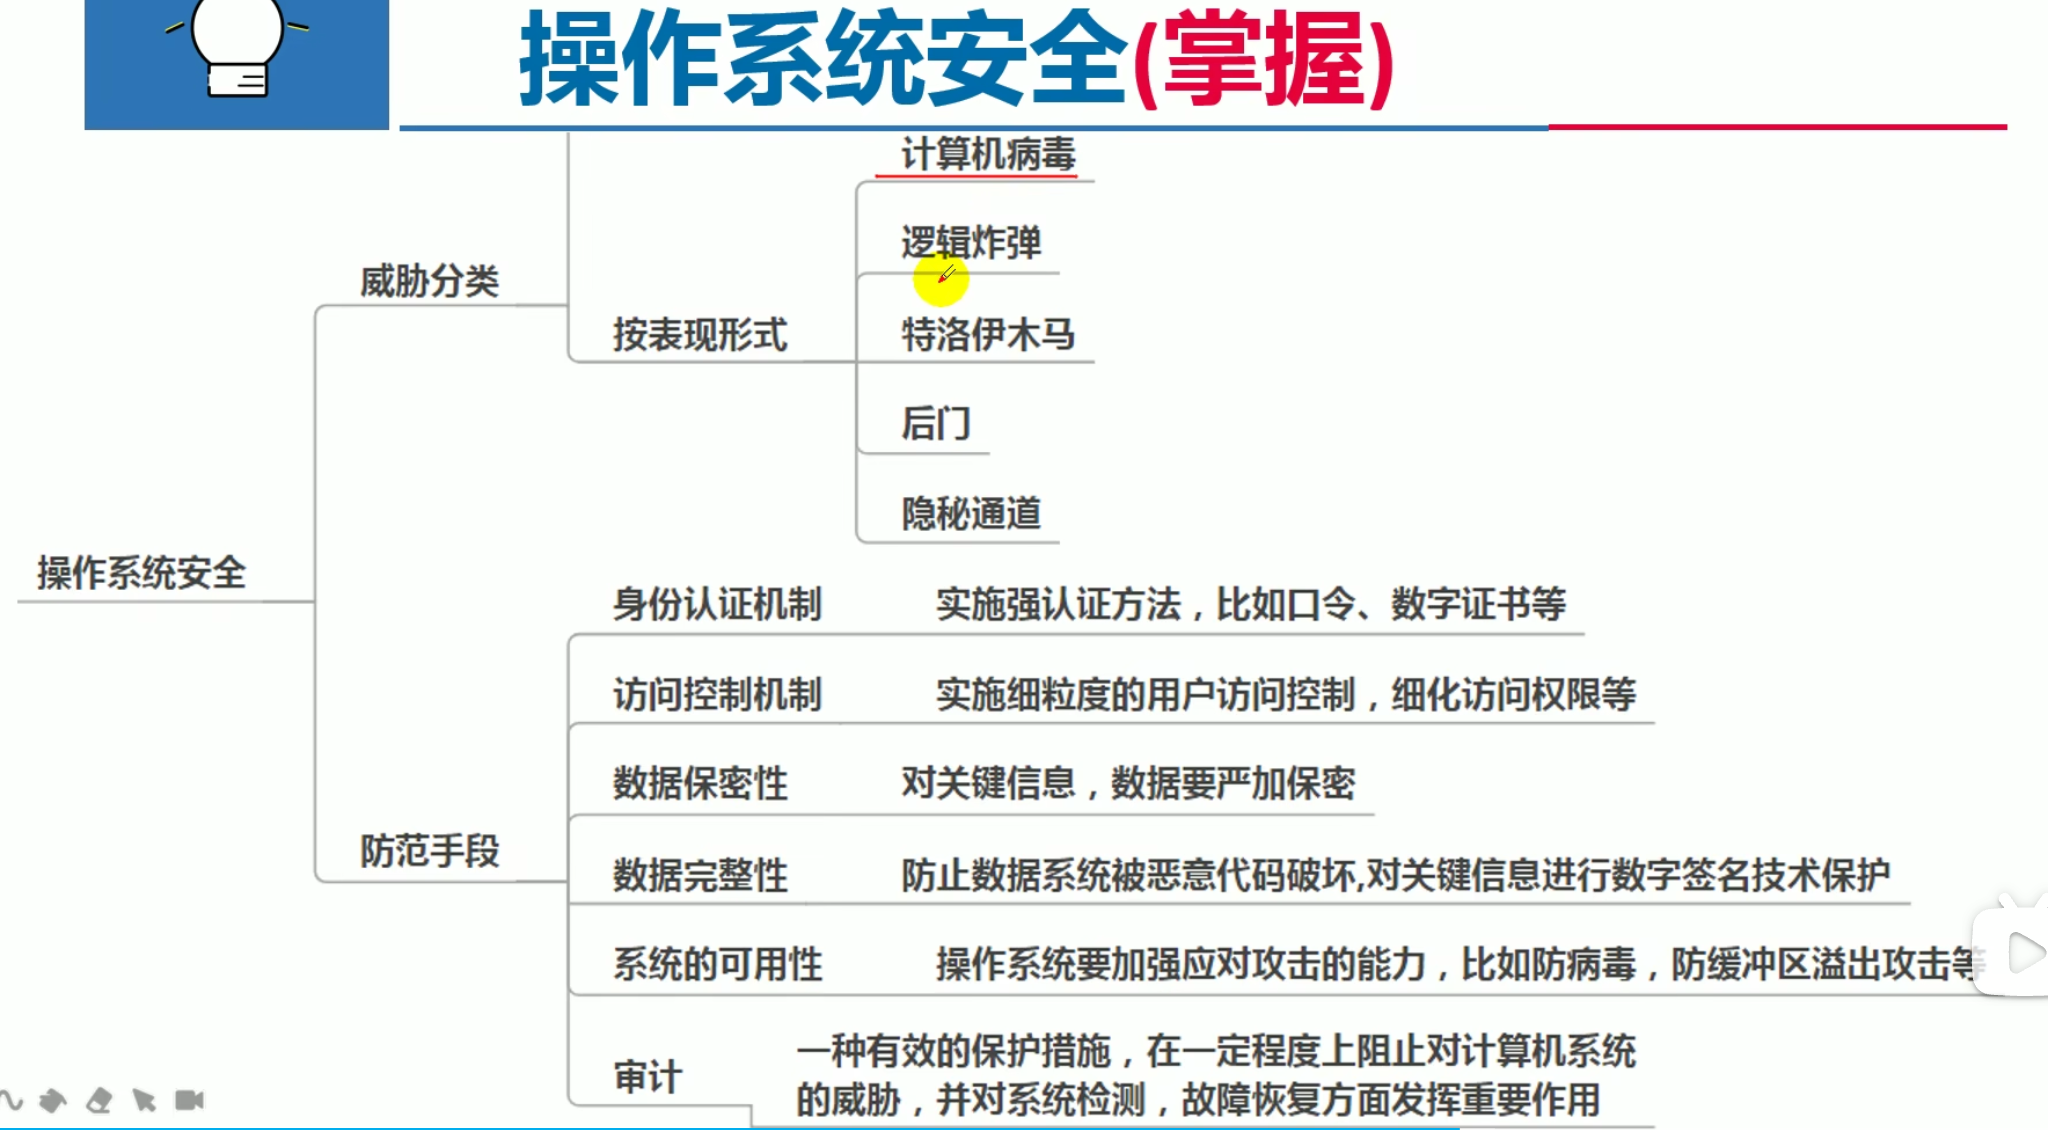 操作系统安全(掌握)
计算机病毒
逻辑炸弹
威胁分类
按表现形式
特洛伊木马
后门
隐秘通道
操作系统安全
身份认证机制 实施强认证方法，比如口令、数字证书等
访问控制机制 实施细粒度的用户访问控制，细化访问权限等
数据保密性 对关键信息，数据要严加保密
防范手段
数据完整性 防止数据系统被恶意代码破坏,对关键信息进行数字签名技术保护
系统的可用性 操作系统要加强应对攻击的能力，比如防病毒，防缓冲区溢出攻击等
审计
一种有效的保护措施，在一定程度上阻止对计算机系统
的威胁，并对系统检测，故障恢复方面发挥重要作用